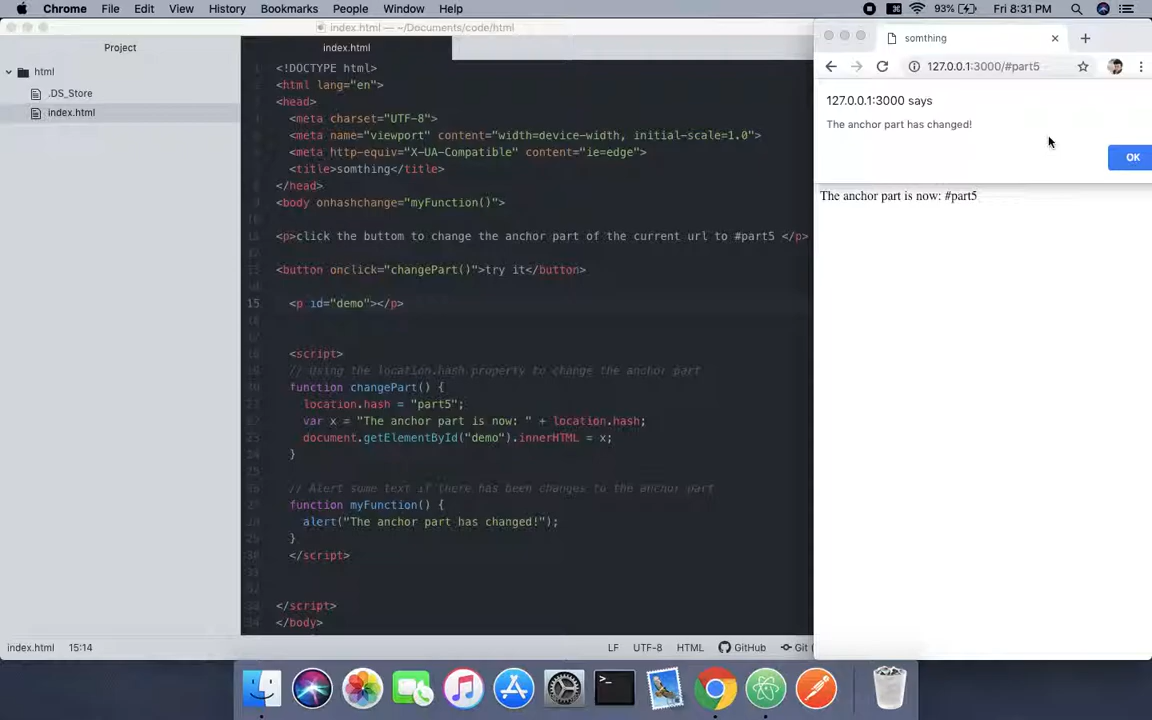 Chrome File Edit View History Bookmarks People Window Help 93% Fri 8:31 PM
index.html — ~/Documents/code/html
Project
index.html
html
.DS_Store
index.html
<!DOCTYPE html>
<html lang="en">
<head>
<meta charset="UTF-8">
<meta name="viewport" content="width=device-width, initial-scale=1.0">
<meta http-equiv="X-UA-Compatible" content="ie=edge">
<title>somthing</title>
</head>
<body onhashchange="myFunction()">
<p>click the buttom to change the anchor part of the current url to #part5 </p>
<button onclick="changePart()">try it</button>
15 <p id="demo"></p>
<script>
// Using the location.hash property to change the anchor part
function changePart() {
location.hash = "part5";
var x = "The anchor part is now: " + location.hash;
document.getElementById("demo").innerHTML = x;
}
// Alert some text if there has been changes to the anchor part
function myFunction() {
alert("The anchor part has changed!");
}
</script>
</script>
</body>
index.html 15:14 LF UTF-8 HTML GitHub Git
somthing
127.0.0.1:3000/#part5
127.0.0.1:3000 says
The anchor part has changed!
OK
The anchor part is now: #part5